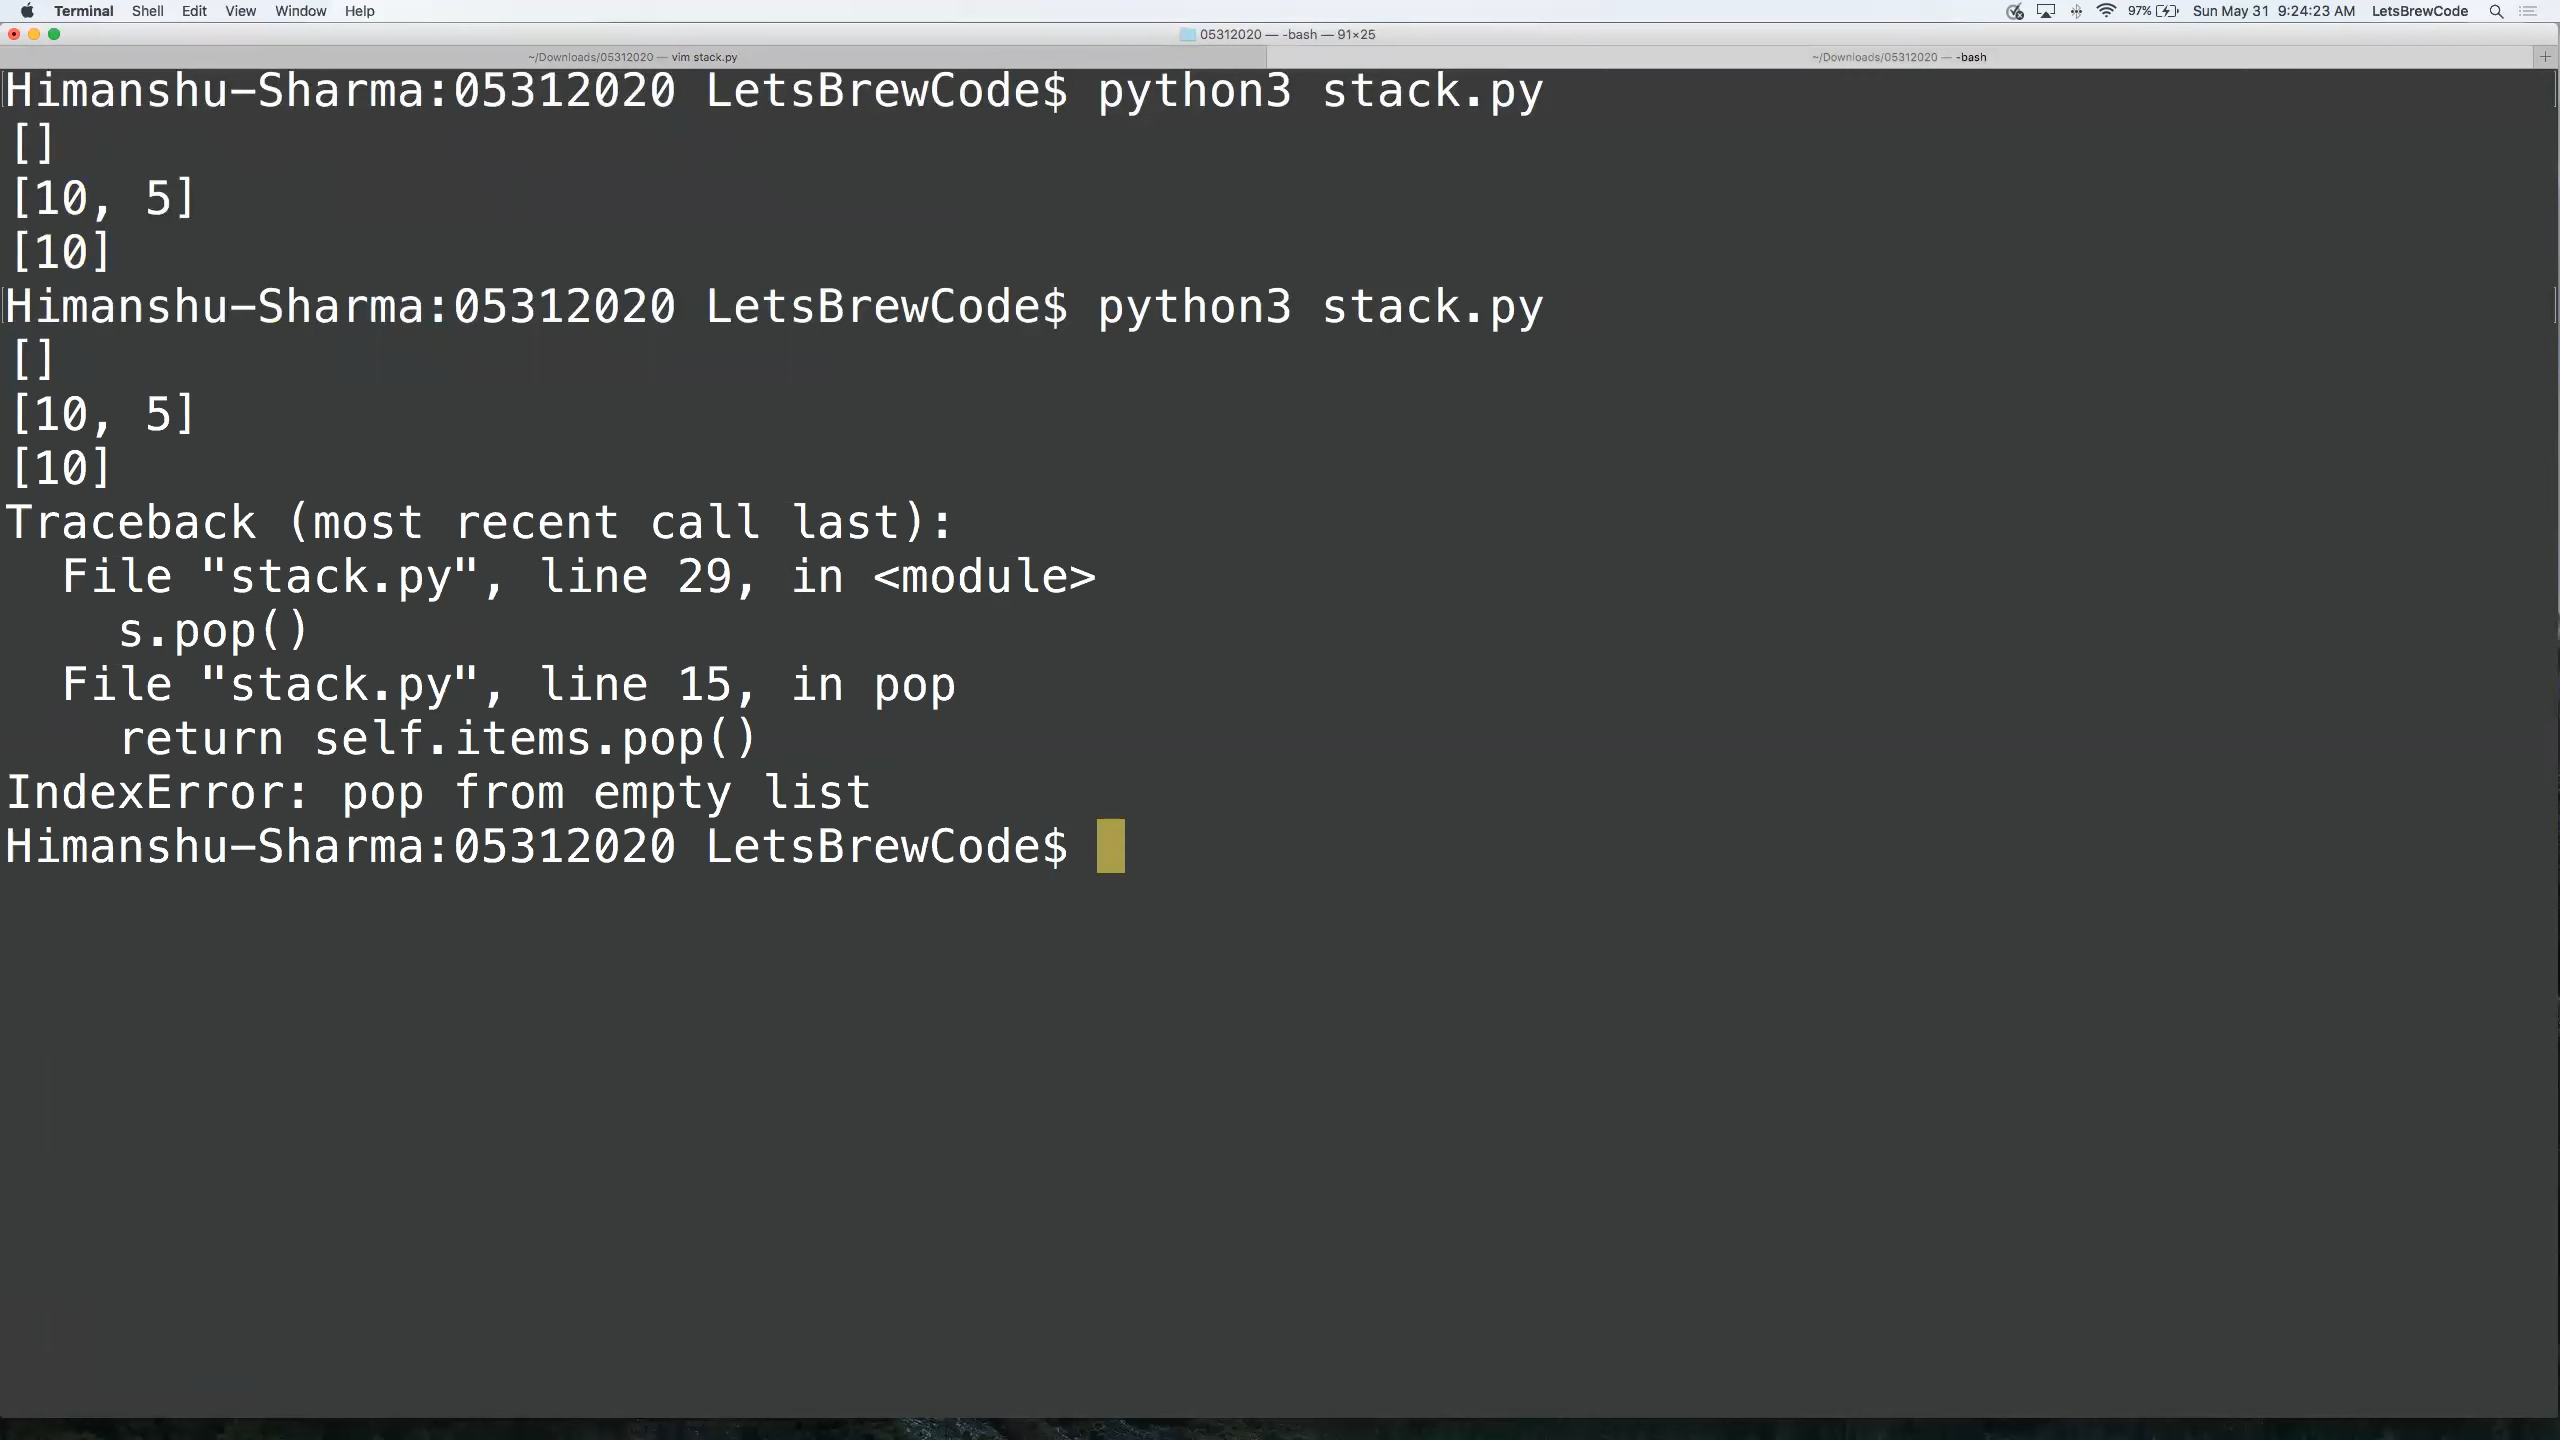 Terminal Shell Edit View Window Help 97% Sun May 31 9:24:23 AM LetsBrewCode
05312020 — -bash — 91×25
~/Downloads/05312020 — vim stack.py ~/Downloads/05312020 — -bash +
Himanshu-Sharma:05312020 LetsBrewCode$ python3 stack.py
[]
[10, 5]
[10]
Himanshu-Sharma:05312020 LetsBrewCode$ python3 stack.py
[]
[10, 5]
[10]
Traceback (most recent call last):
  File "stack.py", line 29, in <module>
    s.pop()
  File "stack.py", line 15, in pop
    return self.items.pop()
IndexError: pop from empty list
Himanshu-Sharma:05312020 LetsBrewCode$